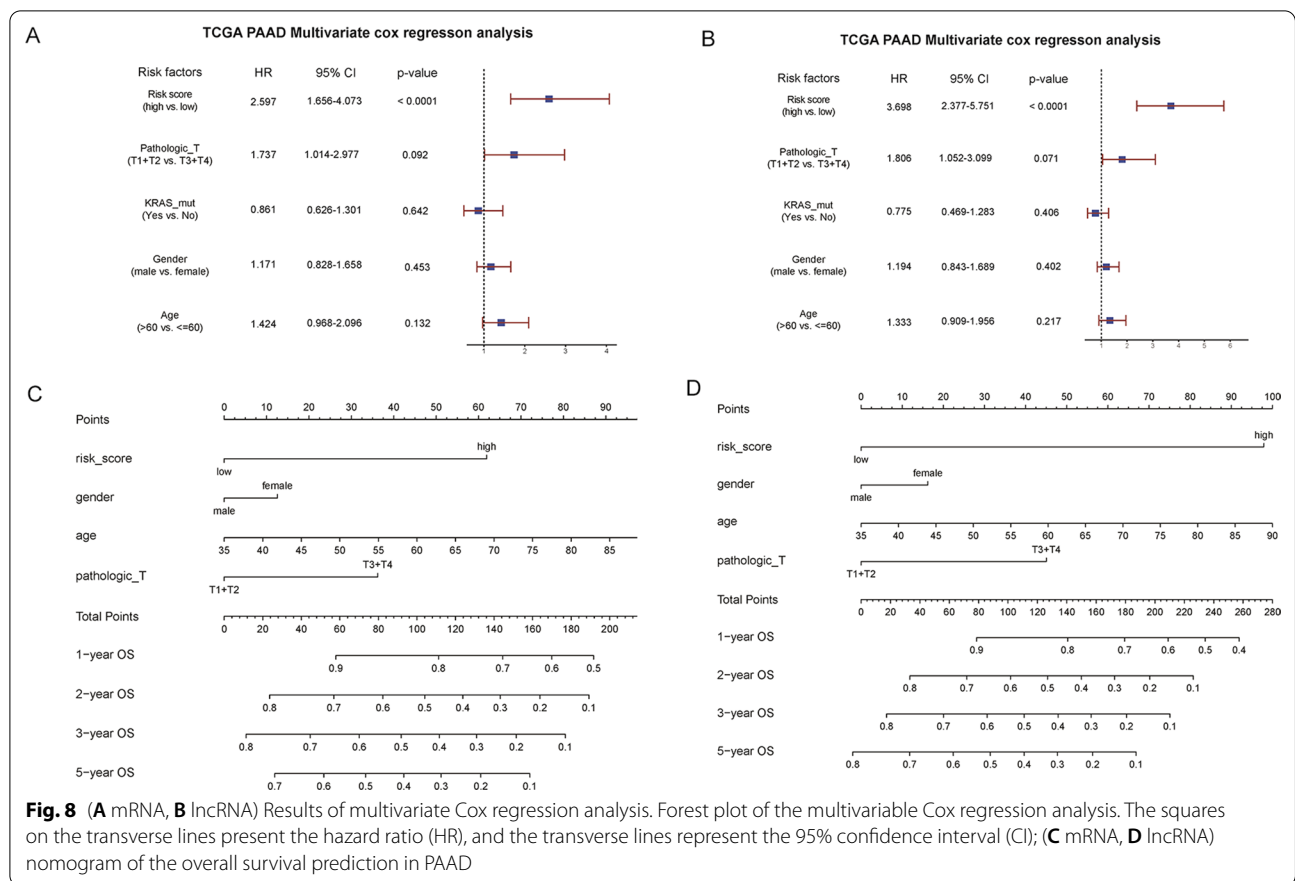 A
TCGA PAAD Multivariate cox regresson analysis
Risk factors HR 95% CI p-value
Risk score
(high vs. low) 2.597 1.656-4.073 < 0.0001
Pathologic_T
(T1+T2 vs. T3+T4) 1.737 1.014-2.977 0.092
KRAS_mut
(Yes vs. No) 0.861 0.626-1.301 0.642
Gender
(male vs. female) 1.171 0.828-1.658 0.453
Age
(>60 vs. <=60) 1.424 0.968-2.096 0.132
1 2 3 4
B
TCGA PAAD Multivariate cox regresson analysis
Risk factors HR 95% CI p-value
Risk score
(high vs. low) 3.698 2.377-5.751 < 0.0001
Pathologic_T
(T1+T2 vs. T3+T4) 1.806 1.052-3.099 0.071
KRAS_mut
(Yes vs. No) 0.775 0.469-1.283 0.406
Gender
(male vs. female) 1.194 0.843-1.689 0.402
Age
(>60 vs. <=60) 1.333 0.909-1.956 0.217
1 2 3 4 5 6
C
Points 0 10 20 30 40 50 60 70 80 90
risk_score low high
gender male female
age 35 40 45 50 55 60 65 70 75 80 85
pathologic_T T1+T2 T3+T4
Total Points 0 20 40 60 80 100 120 140 160 180 200
1-year OS 0.9 0.8 0.7 0.6 0.5
2-year OS 0.8 0.7 0.6 0.5 0.4 0.3 0.2 0.1
3-year OS 0.8 0.7 0.6 0.5 0.4 0.3 0.2 0.1
5-year OS 0.7 0.6 0.5 0.4 0.3 0.2 0.1
D
Points 0 10 20 30 40 50 60 70 80 90 100
risk_score low high
gender male female
age 35 40 45 50 55 60 65 70 75 80 85 90
pathologic_T T1+T2 T3+T4
Total Points 0 20 40 60 80 100 120 140 160 180 200 220 240 260 280
1-year OS 0.9 0.8 0.7 0.6 0.5 0.4
2-year OS 0.8 0.7 0.6 0.5 0.4 0.3 0.2 0.1
3-year OS 0.8 0.7 0.6 0.5 0.4 0.3 0.2 0.1
5-year OS 0.8 0.7 0.6 0.5 0.4 0.3 0.2 0.1
Fig. 8 (A mRNA, B lncRNA) Results of multivariate Cox regression analysis. Forest plot of the multivariable Cox regression analysis. The squares
on the transverse lines present the hazard ratio (HR), and the transverse lines represent the 95% confidence interval (CI); (C mRNA, D lncRNA)
nomogram of the overall survival prediction in PAAD